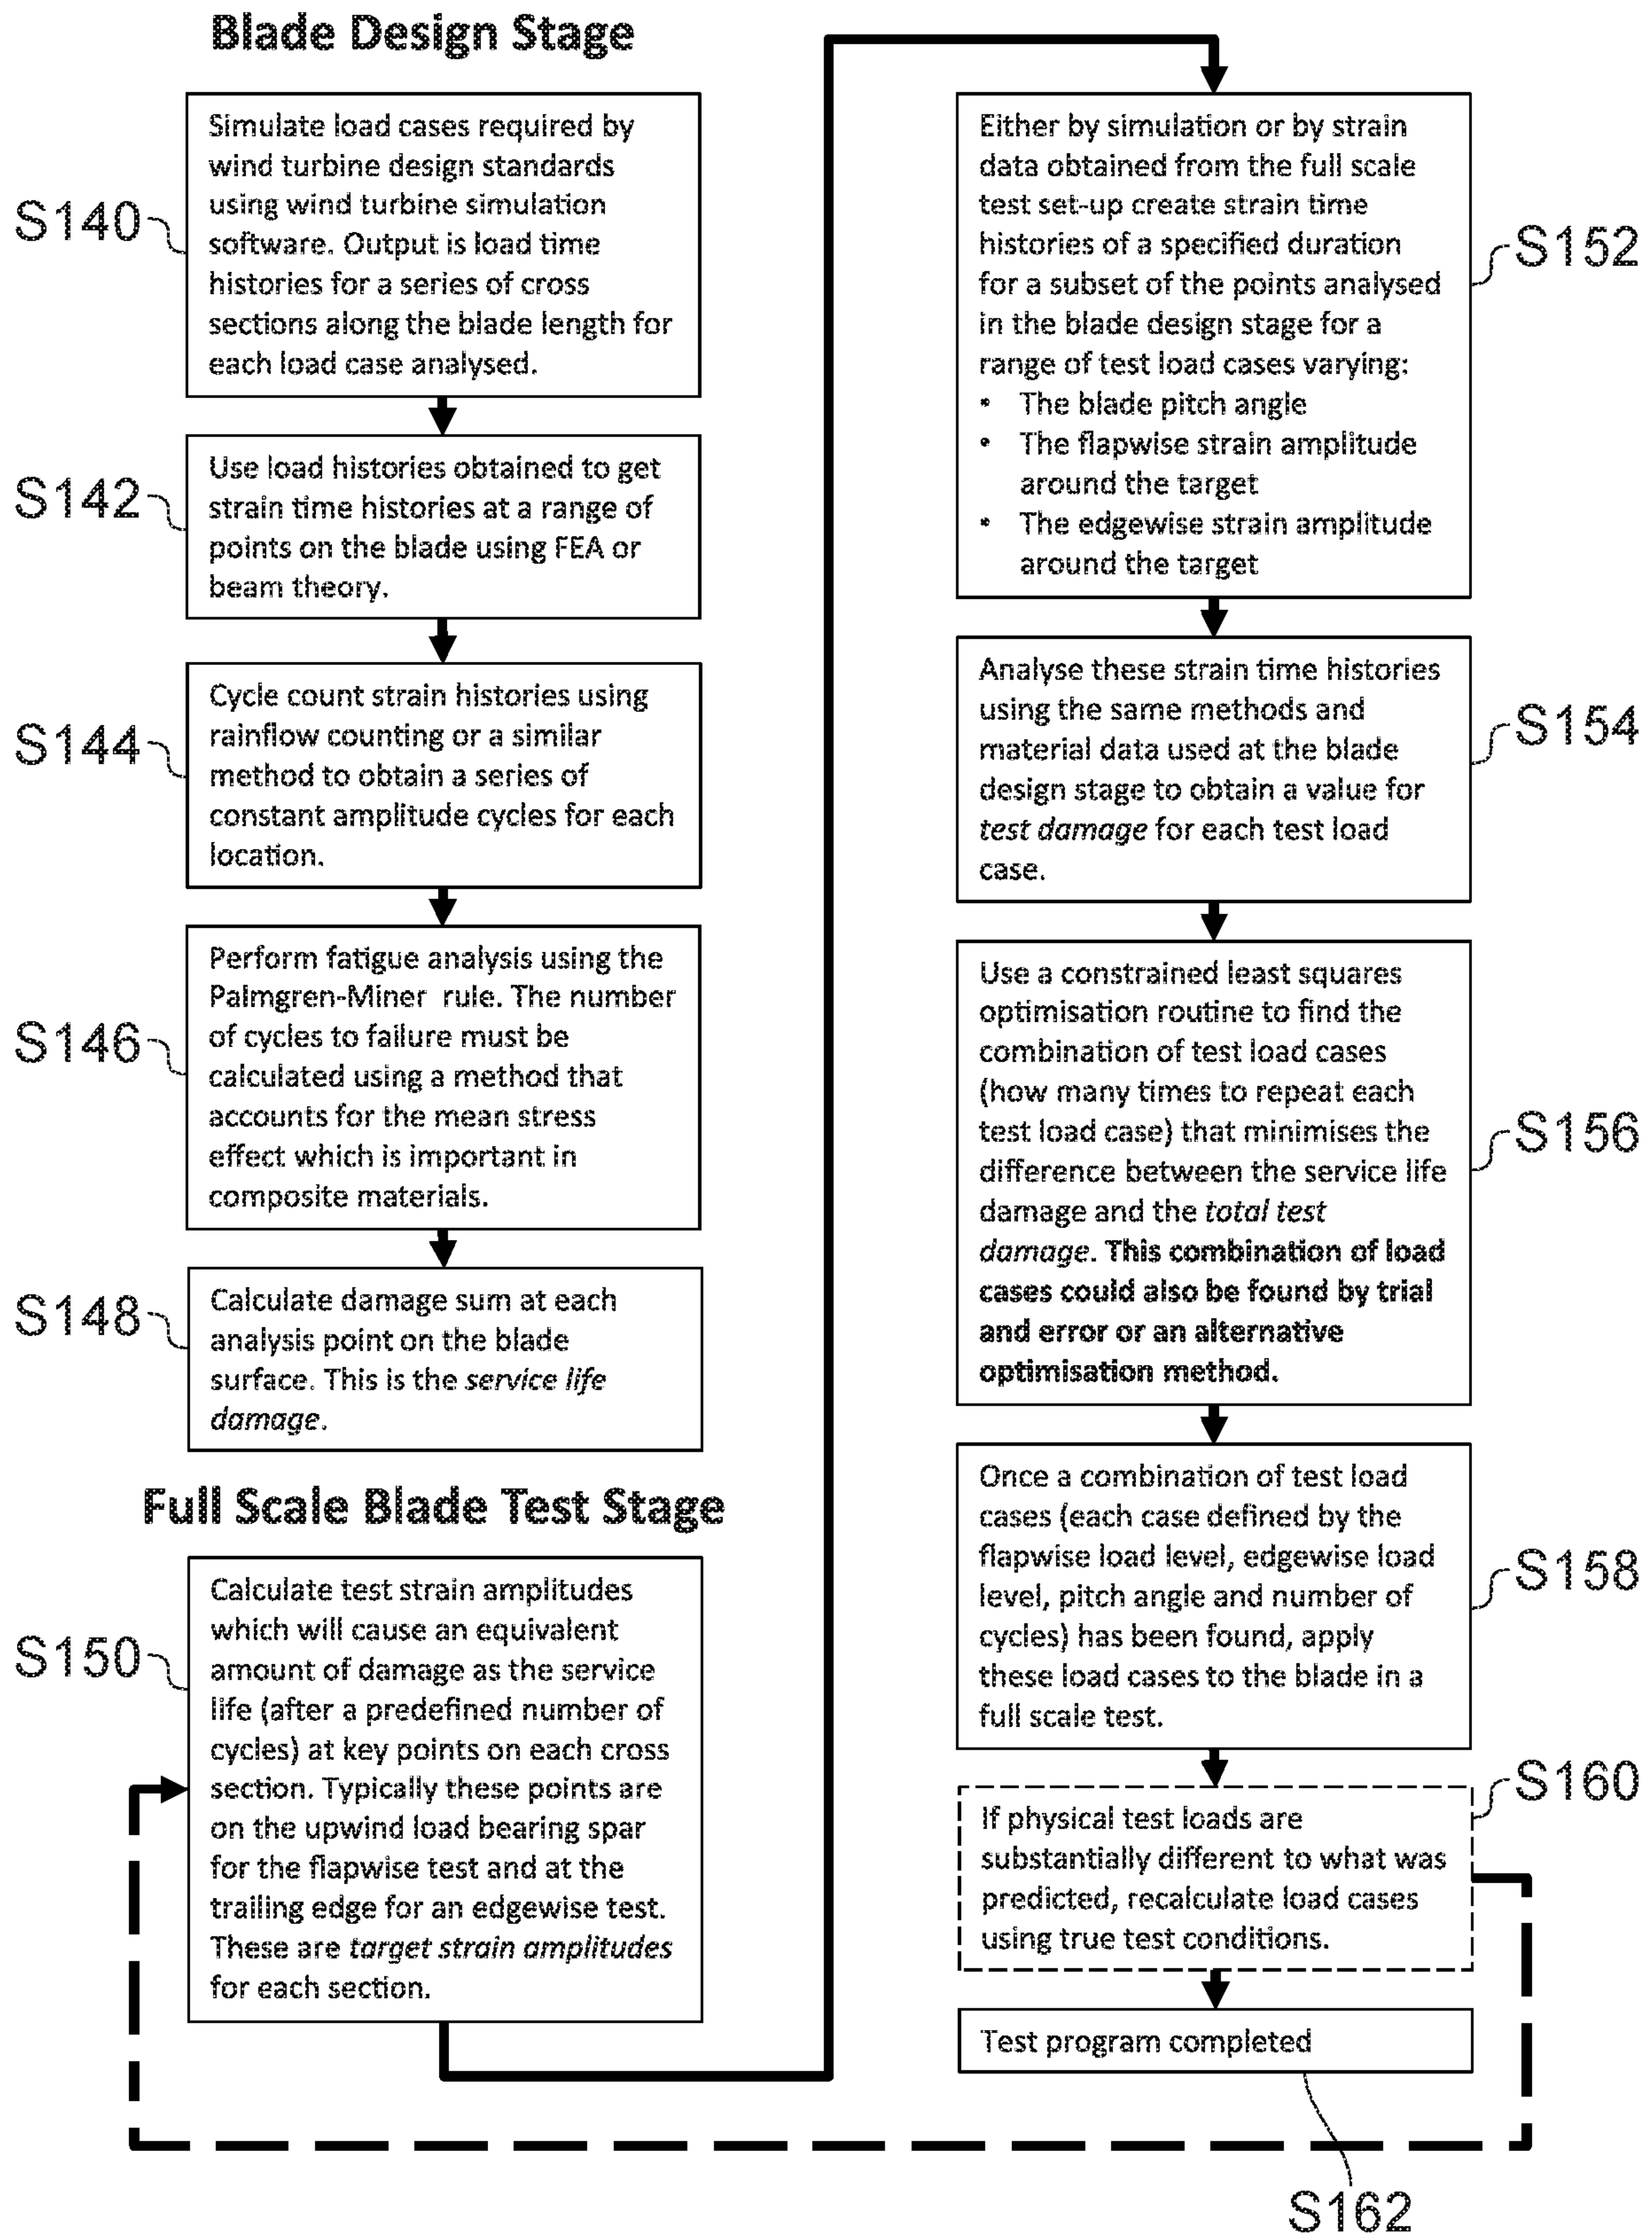 Blade Design Stage
S140
Simulate load cases required by
wind turbine design standards
using wind turbine simulation
software. Output is load time
histories for a series of cross
sections along the blade length for
each load case analysed.
S142
Use load histories obtained to get
strain time histories at a range of
points on the blade using FEA or
beam theory.
S144
Cycle count strain histories using
rainflow counting or a similar
method to obtain a series of
constant amplitude cycles for each
location.
S146
Perform fatigue analysis using the
Palmgren-Miner rule. The number
of cycles to failure must be
calculated using a method that
accounts for the mean stress
effect which is important in
composite materials.
S148
Calculate damage sum at each
analysis point on the blade
surface. This is the service life
damage.
Full Scale Blade Test Stage
S150
Calculate test strain amplitudes
which will cause an equivalent
amount of damage as the service
life (after a predefined number of
cycles) at key points on each cross
section. Typically these points are
on the upwind load bearing spar
for the flapwise test and at the
trailing edge for an edgewise test.
These are target strain amplitudes
for each section.
Either by simulation or by strain
data obtained from the full scale
test set-up create strain time
histories of a specified duration
for a subset of the points analysed
in the blade design stage for a
range of test load cases varying:
• The blade pitch angle
• The flapwise strain amplitude
around the target
• The edgewise strain amplitude
around the target
S152
Analyse these strain time histories
using the same methods and
material data used at the blade
design stage to obtain a value for
test damage for each test load
case.
S154
Use a constrained least squares
optimisation routine to find the
combination of test load cases
(how many times to repeat each
test load case) that minimises the
difference between the service life
damage and the total test
damage. This combination of load
cases could also be found by trial
and error or an alternative
optimisation method.
S156
Once a combination of test load
cases (each case defined by the
flapwise load level, edgewise load
level, pitch angle and number of
cycles) has been found, apply
these load cases to the blade in a
full scale test.
S158
If physical test loads are
substantially different to what was
predicted, recalculate load cases
using true test conditions.
S160
Test program completed
S162